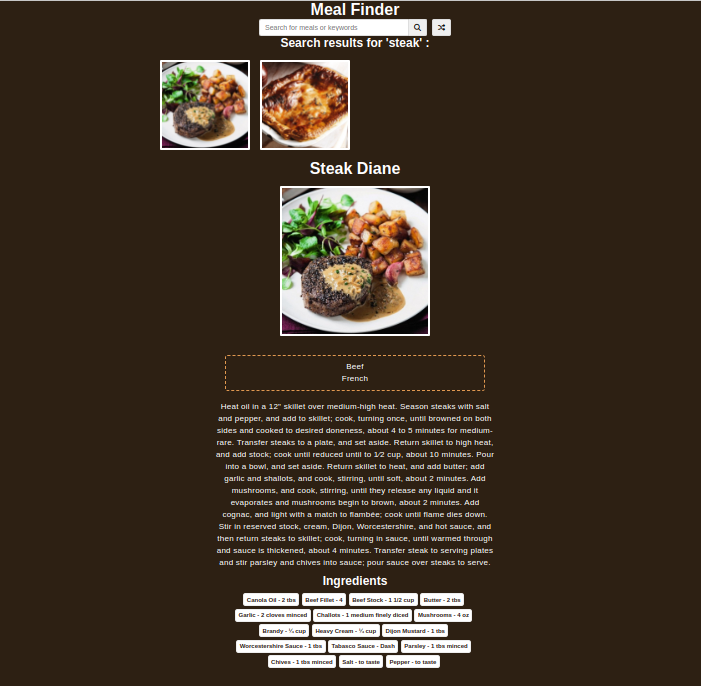 Meal Finder
Search for meals or keywords
Search results for 'steak' :
Steak Diane
Beef
French
Heat oil in a 12" skillet over medium-high heat. Season steaks with salt
and pepper, and add to skillet; cook, turning once, until browned on both
sides and cooked to desired doneness, about 4 to 5 minutes for medium-
rare. Transfer steaks to a plate, and set aside. Return skillet to high heat,
and add stock; cook until reduced until to 1⁄2 cup, about 10 minutes. Pour
into a bowl, and set aside. Return skillet to heat, and add butter; add
garlic and shallots, and cook, stirring, until soft, about 2 minutes. Add
mushrooms, and cook, stirring, until they release any liquid and it
evaporates and mushrooms begin to brown, about 2 minutes. Add
cognac, and light with a match to flambée; cook until flame dies down.
Stir in reserved stock, cream, Dijon, Worcestershire, and hot sauce, and
then return steaks to skillet; cook, turning in sauce, until warmed through
and sauce is thickened, about 4 minutes. Transfer steak to serving plates
and stir parsley and chives into sauce; pour sauce over steaks to serve.
Ingredients
Canola Oil - 2 tbs Beef Fillet - 4 Beef Stock - 1 1/2 cup Butter - 2 tbs
Garlic - 2 cloves minced Challots - 1 medium finely diced Mushrooms - 4 oz
Brandy - ¼ cup Heavy Cream - ¼ cup Dijon Mustard - 1 tbs
Worcestershire Sauce - 1 tbs Tabasco Sauce - Dash Parsley - 1 tbs minced
Chives - 1 tbs minced Salt - to taste Pepper - to taste